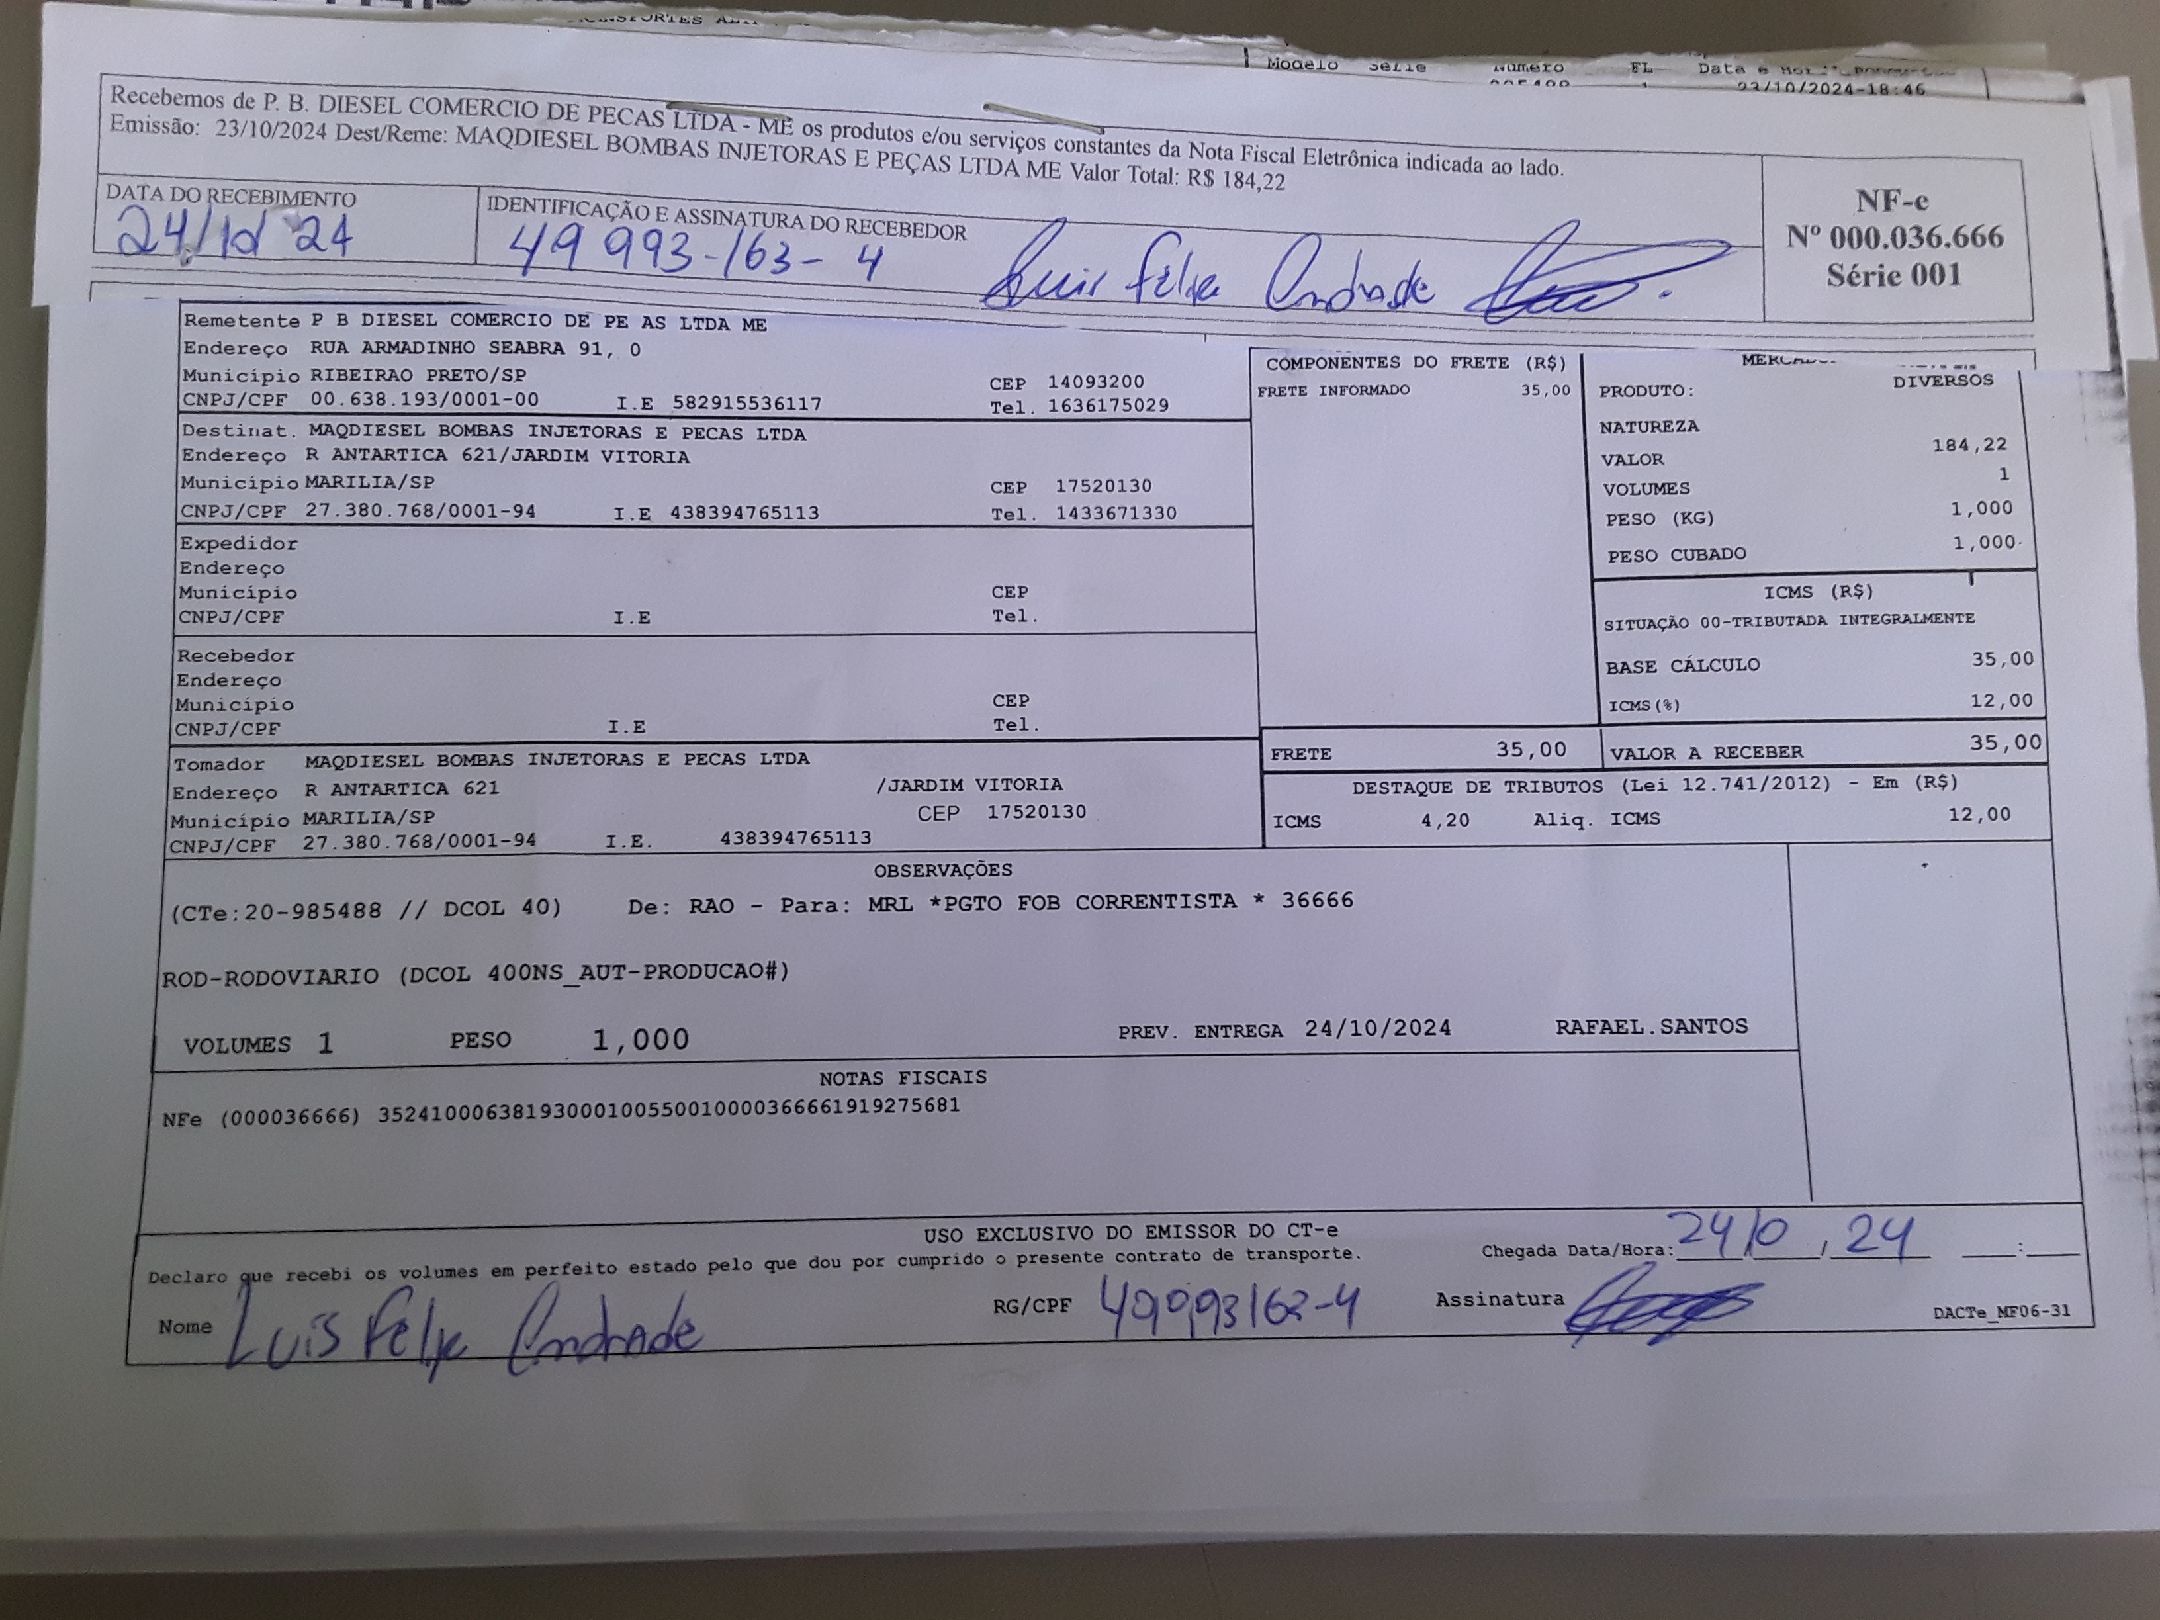 Modelo Serie Número FL
23/10/2024-18:46
Recebemos de P. B. DIESEL COMERCIO DE PECAS LTDA - ME os produtos e/ou serviços constantes da Nota Fiscal Eletrônica indicada ao lado.
Emissão: 23/10/2024 Dest/Reme: MAQDIESEL BOMBAS INJETORAS E PEÇAS LTDA ME Valor Total: R$ 184,22
DATA DO RECEBIMENTO
24/10 24
IDENTIFICAÇÃO E ASSINATURA DO RECEBEDOR
49 993-163-4 Luis Felipe Andrade
NF-e
Nº 000.036.666
Série 001
Remetente P B DIESEL COMERCIO DE PE AS LTDA ME
Endereço RUA ARMADINHO SEABRA 91, 0
Município RIBEIRAO PRETO/SP CEP 14093200
CNPJ/CPF 00.638.193/0001-00 I.E 582915536117 Tel. 1636175029
Destinat. MAQDIESEL BOMBAS INJETORAS E PECAS LTDA
Endereço R ANTARTICA 621/JARDIM VITORIA
Município MARILIA/SP CEP 17520130
CNPJ/CPF 27.380.768/0001-94 I.E 438394765113 Tel. 1433671330
Expedidor
Endereço
Município CEP
CNPJ/CPF I.E Tel.
Recebedor
Endereço
Município CEP
CNPJ/CPF I.E Tel.
Tomador MAQDIESEL BOMBAS INJETORAS E PECAS LTDA
Endereço R ANTARTICA 621 /JARDIM VITORIA
Município MARILIA/SP CEP 17520130
CNPJ/CPF 27.380.768/0001-94 I.E. 438394765113
COMPONENTES DO FRETE (R$)
FRETE INFORMADO 35,00
PRODUTO: DIVERSOS
NATUREZA
VALOR 184,22
VOLUMES 1
PESO (KG) 1,000
PESO CUBADO 1,000
ICMS (R$)
SITUAÇÃO 00-TRIBUTADA INTEGRALMENTE
BASE CÁLCULO 35,00
ICMS(%) 12,00
FRETE 35,00 VALOR A RECEBER 35,00
DESTAQUE DE TRIBUTOS (Lei 12.741/2012) - Em (R$)
ICMS 4,20 Aliq. ICMS 12,00
OBSERVAÇÕES
(CTe:20-985488 // DCOL 40) De: RAO - Para: MRL *PGTO FOB CORRENTISTA * 36666
ROD-RODOVIARIO (DCOL 400NS_AUT-PRODUCAO#)
VOLUMES 1 PESO 1,000 PREV. ENTREGA 24/10/2024 RAFAEL.SANTOS
NOTAS FISCAIS
NFe (000036666) 35241000638193000100550010000366661919275681
USO EXCLUSIVO DO EMISSOR DO CT-e
Declaro que recebi os volumes em perfeito estado pelo que dou por cumprido o presente contrato de transporte.
Chegada Data/Hora: 24/0, 24 :
Nome Luis Felipe Andrade RG/CPF 49993163-4 Assinatura
DACTe_MF06-31